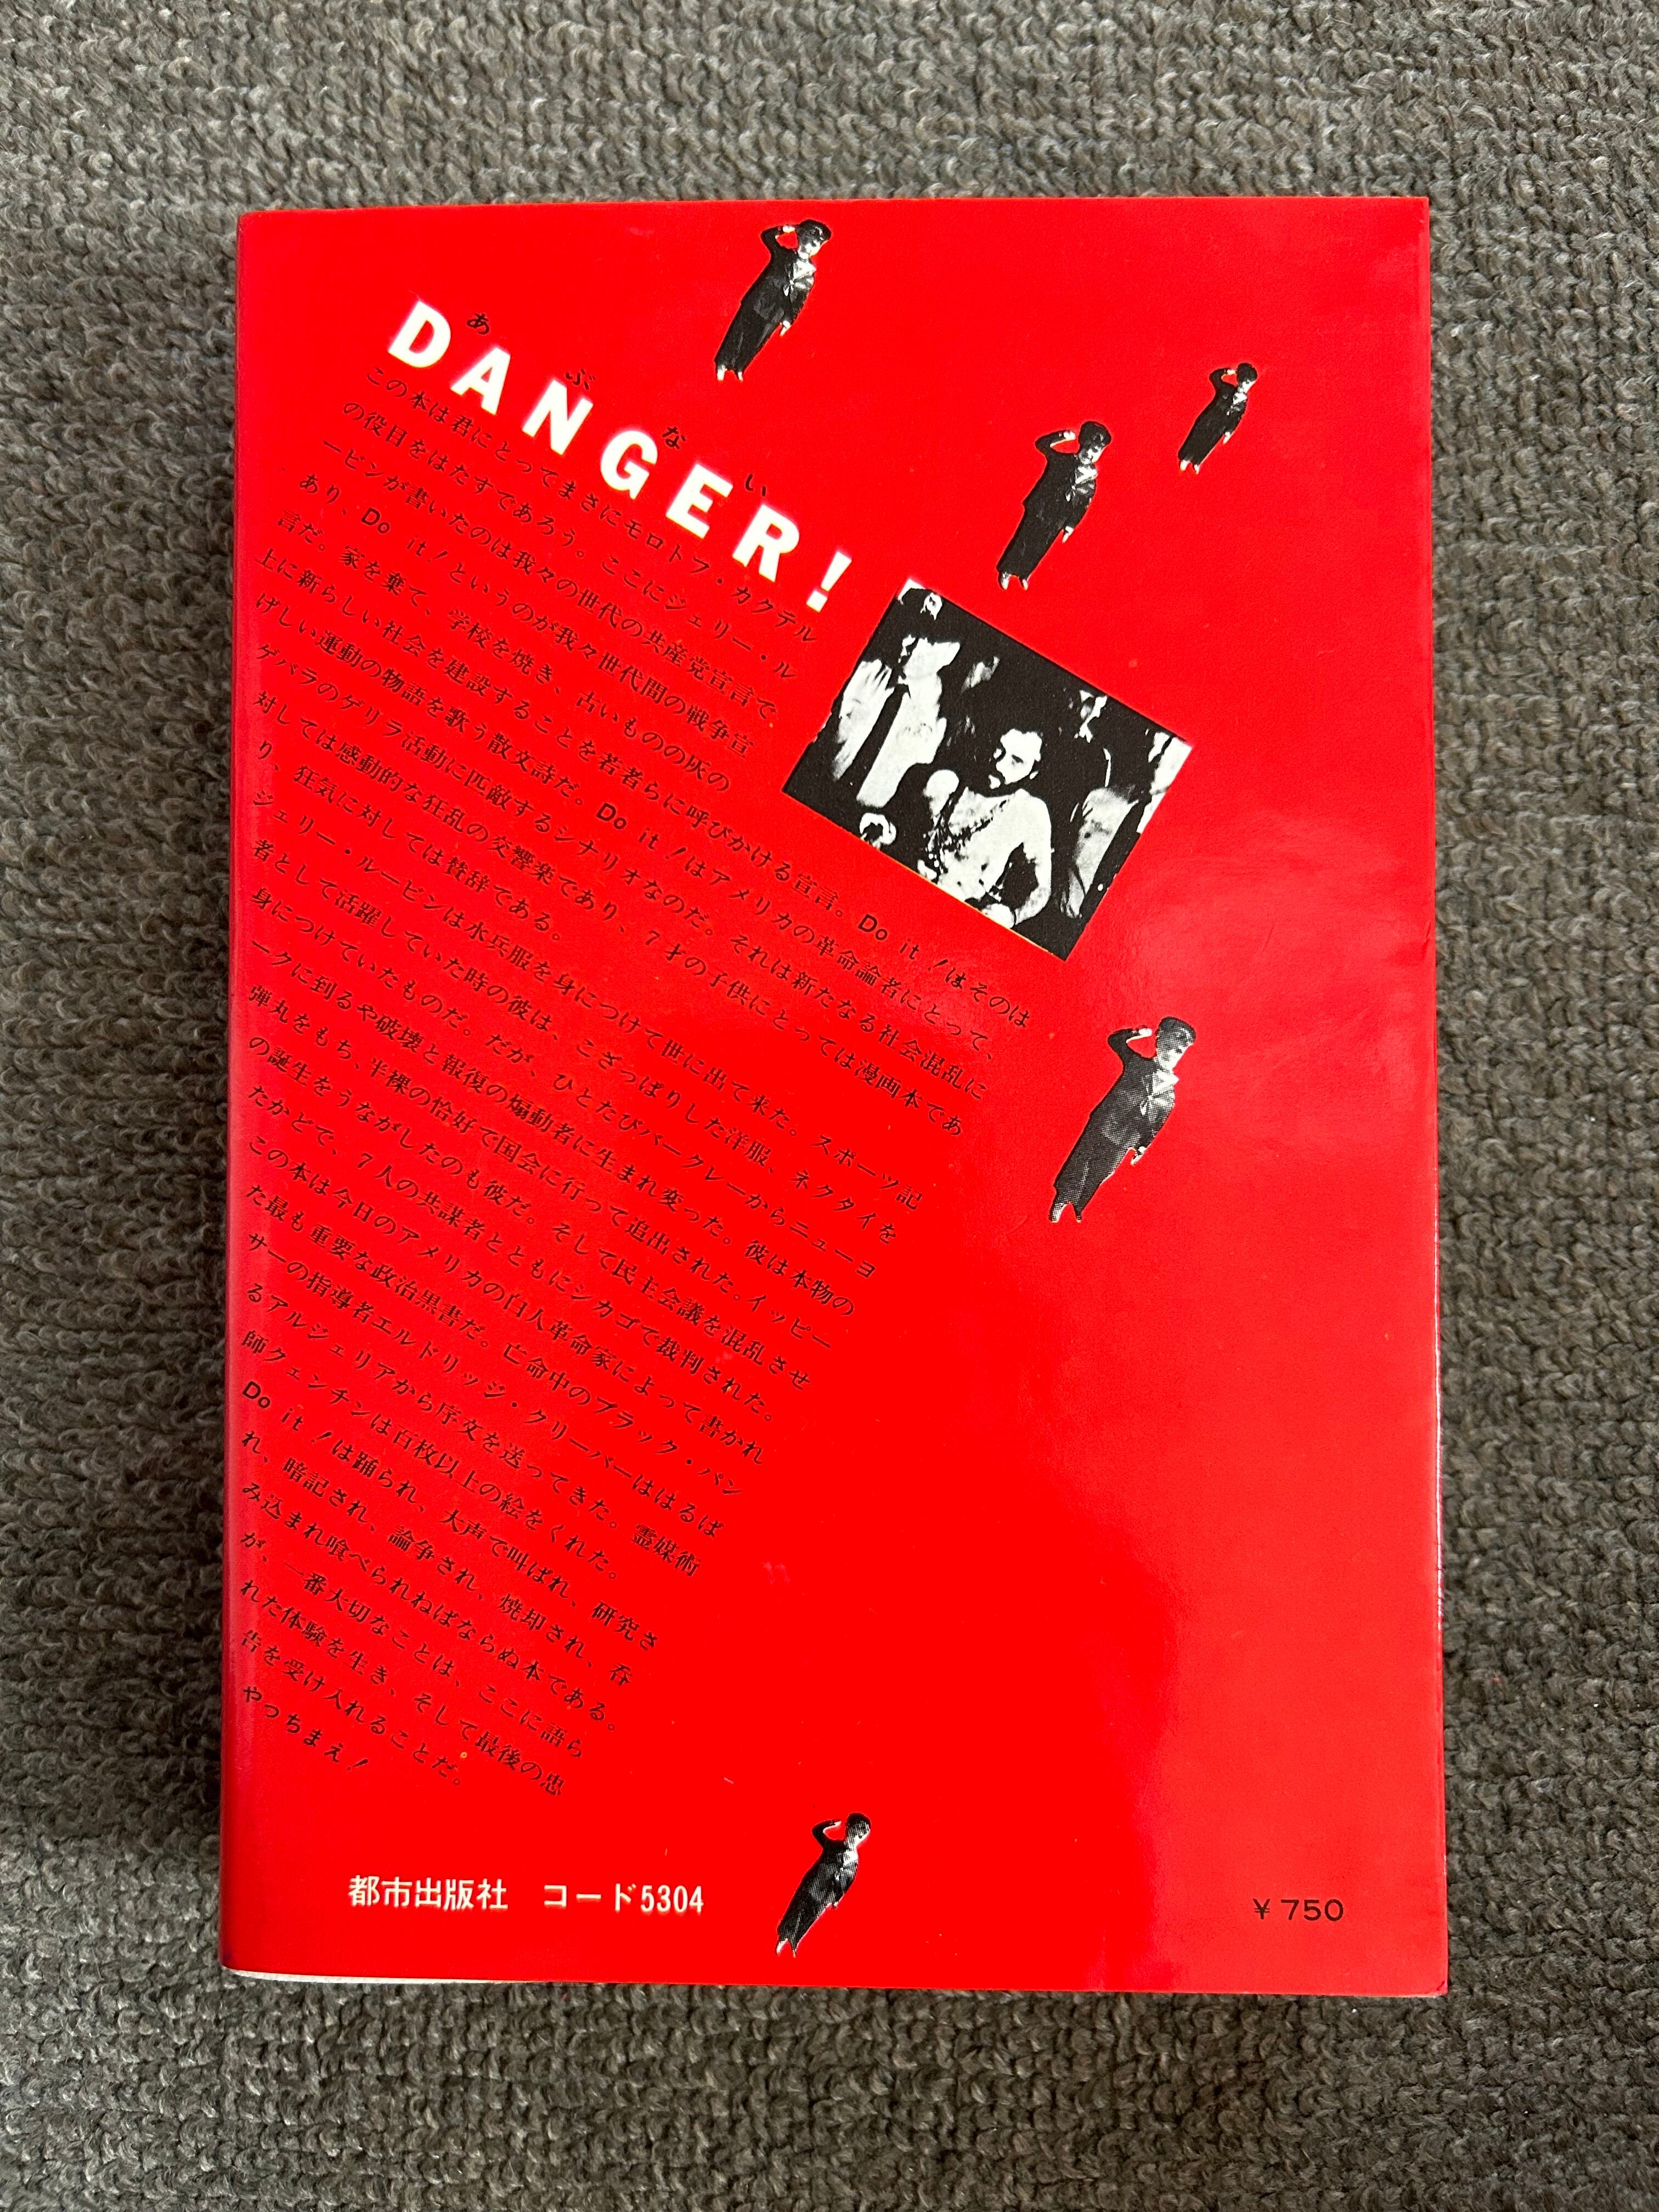 あぶない
DANGER!
この本は君にとってまさにモロトフ・カクテル
の役目をはたすであろう。ここにジェリー・ル
ービンが書いたのは我々の世代の共産党宣言で
あり、Do it!というのが我々世代間の戦争宣
言だ。家を棄て、学校を焼き、古いものの灰の
上に新らしい社会を建設することを若者らに呼びかける宣言。Do it!はそのは
げしい運動の物語を歌う散文詩だ。Do it!はアメリカの革命論者にとって、
ゲバラのゲリラ活動に匹敵するシナリオなのだ。それは新たなる社会混乱に
対しては感動的な狂乱の交響楽であり、7才の子供にとっては漫画本であ
り、狂気に対しては賛辞である。
ジェリー・ルービンは水兵服を身につけて世に出て来た。スポーツ記
者として活躍していた時の彼は、こざっぱりした洋服、ネクタイを
身につけていたものだ。だが、ひとたびバークレーからニューヨ
ークに到るや破壊と報復の煽動者に生まれ変った。彼は本物の
弾丸をもち、半裸の恰好で国会に行って追出された。イッピー
の誕生をうながしたのも彼だ。そして民主会議を混乱させ
たかどで、7人の共謀者とともにシカゴで裁判された。
この本は今日のアメリカの白人革命家によって書かれ
た最も重要な政治黒書だ。亡命中のブラック・パン
サーの指導者エルドリッジ・クリーバーははるば
るアルジェリアから序文を送ってきた。霊媒術
師クェンチンは百枚以上の絵をくれた。
Do it!は踊られ、大声で叫ばれ、研究さ
れ、暗記され、論争され、焼却され、呑
み込まれ喰べられねばならぬ本である。
が、一番大切なことは、ここに語ら
れた体験を生き、そして最後の忠
告を受け入れることだ。
やっちまえ!
都市出版社 コード5304
¥750